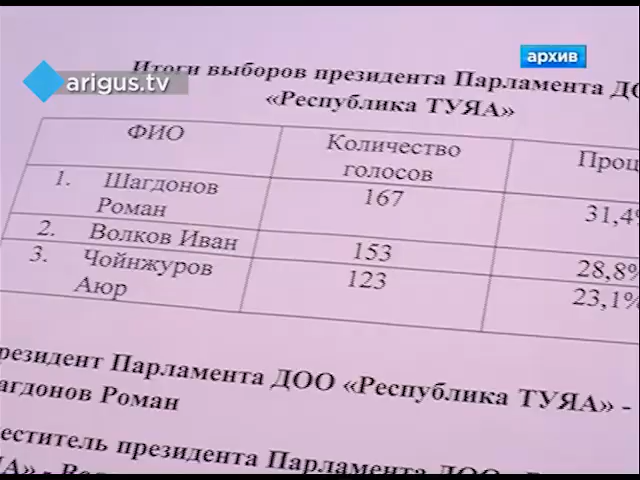 архив
arigus.tv
Итоги выборов президента Парламента ДОО
«Республика ТУЯА»
ФИО Количество голосов Проц
1. Шагдонов Роман 167 31,4%
2. Волков Иван 153 28,8%
3. Чойнжуров Аюр 123 23,1%
резидент Парламента ДОО «Республика ТУЯА» -
агдонов Роман
еститель президента Парламента ДОО